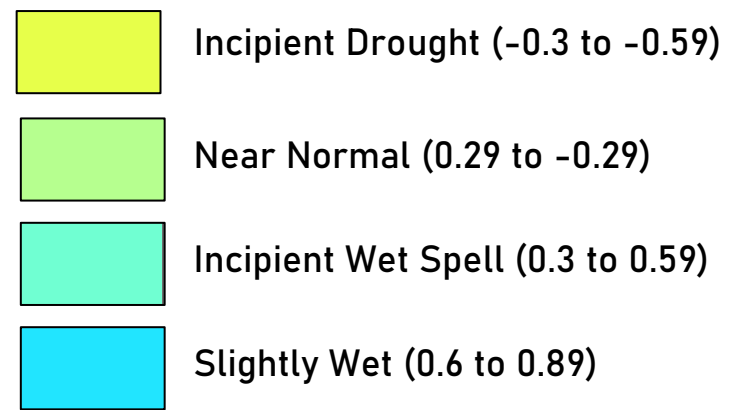 Incipient Drought (-0.3 to -0.59)
Near Normal (0.29 to -0.29)
Incipient Wet Spell (0.3 to 0.59)
Slightly Wet (0.6 to 0.89)